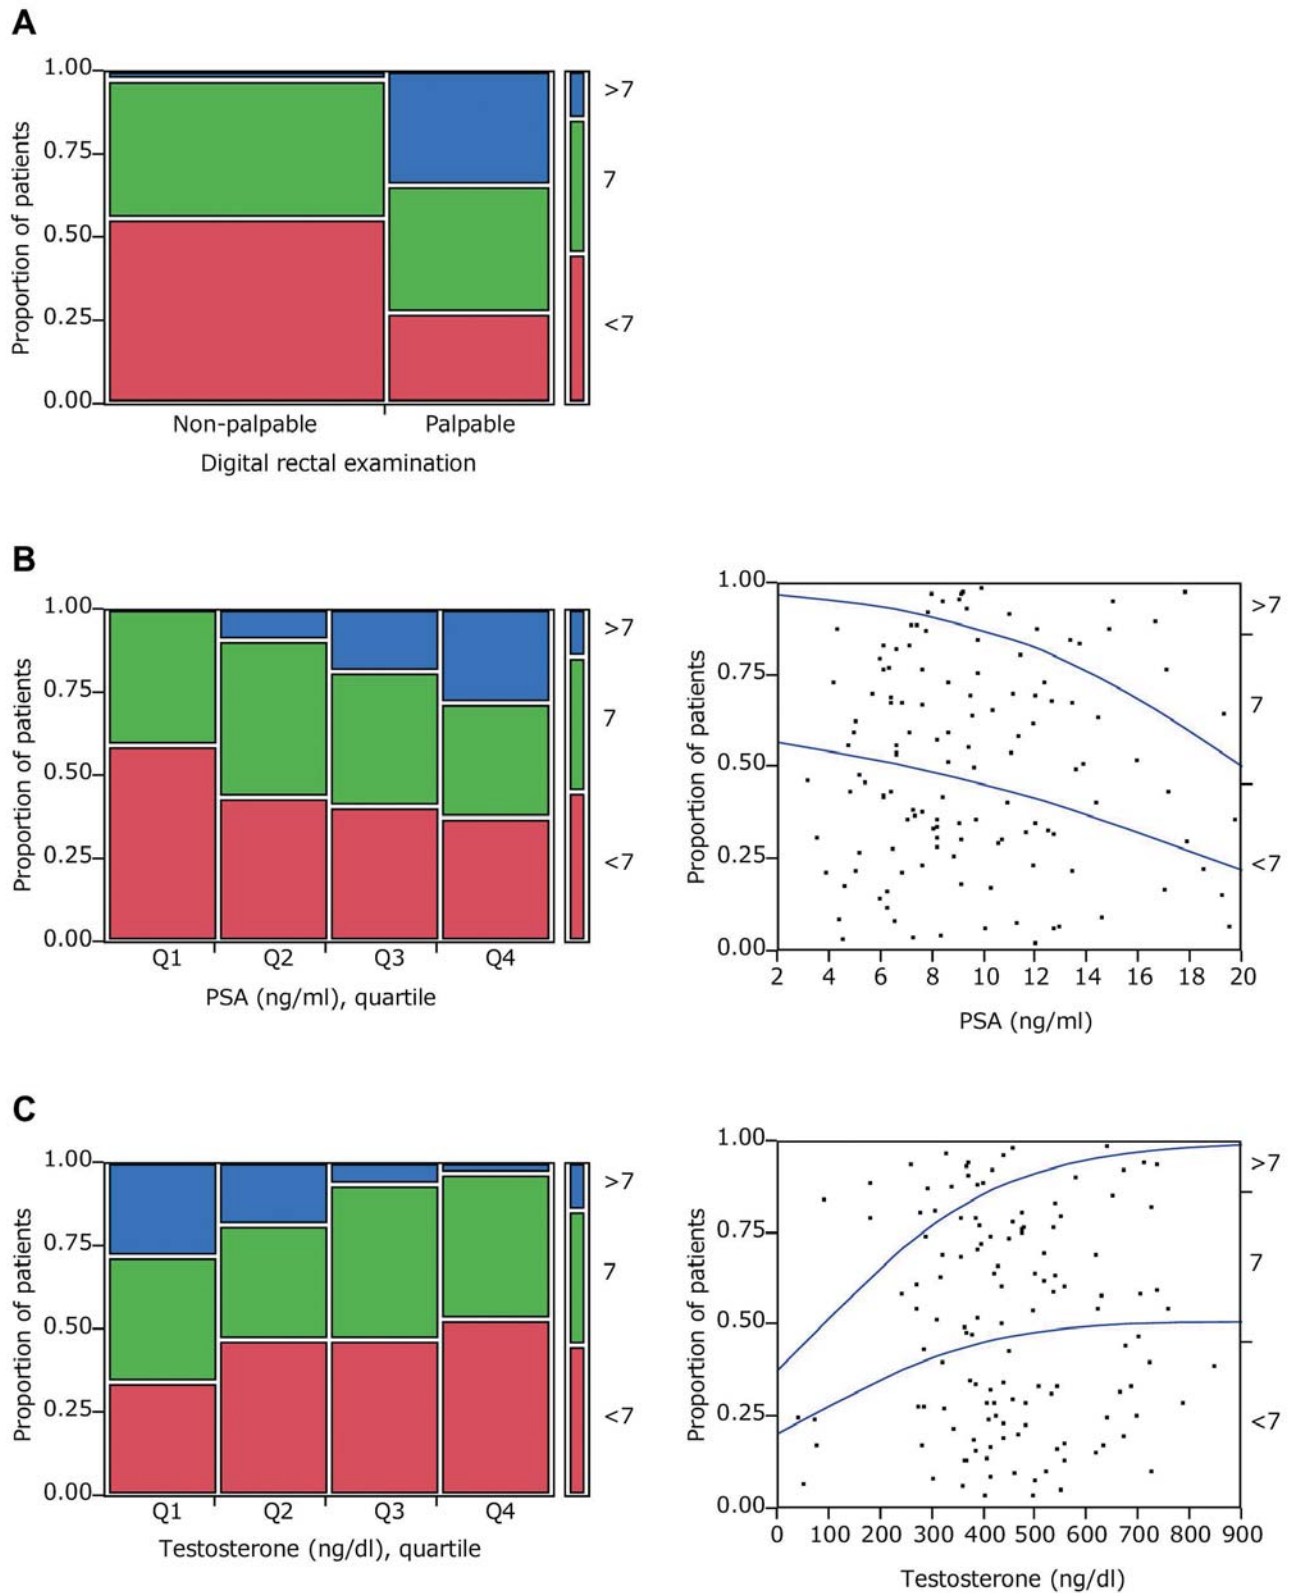 A
1.00
0.75
0.50
0.25
0.00
Proportion of patients
>7
7
<7
Non-palpable Palpable
Digital rectal examination
B
1.00
0.75
0.50
0.25
0.00
Proportion of patients
>7
7
<7
Q1 Q2 Q3 Q4
PSA (ng/ml), quartile
1.00
0.75
0.50
0.25
0.00
Proportion of patients
>7
7
<7
2 4 6 8 10 12 14 16 18 20
PSA (ng/ml)
C
1.00
0.75
0.50
0.25
0.00
Proportion of patients
>7
7
<7
Q1 Q2 Q3 Q4
Testosterone (ng/dl), quartile
1.00
0.75
0.50
0.25
0.00
Proportion of patients
>7
7
<7
0 100 200 300 400 500 600 700 800 900
Testosterone (ng/dl)